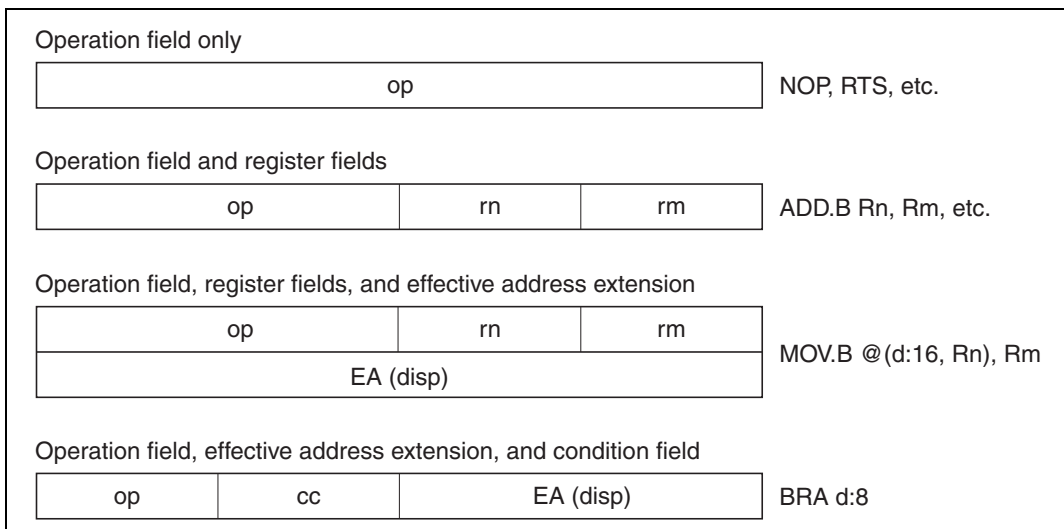 Operation field only
op
NOP, RTS, etc.
Operation field and register fields
op rn rm
ADD.B Rn, Rm, etc.
Operation field, register fields, and effective address extension
op rn rm
EA (disp)
MOV.B @(d:16, Rn), Rm
Operation field, effective address extension, and condition field
op cc EA (disp)
BRA d:8